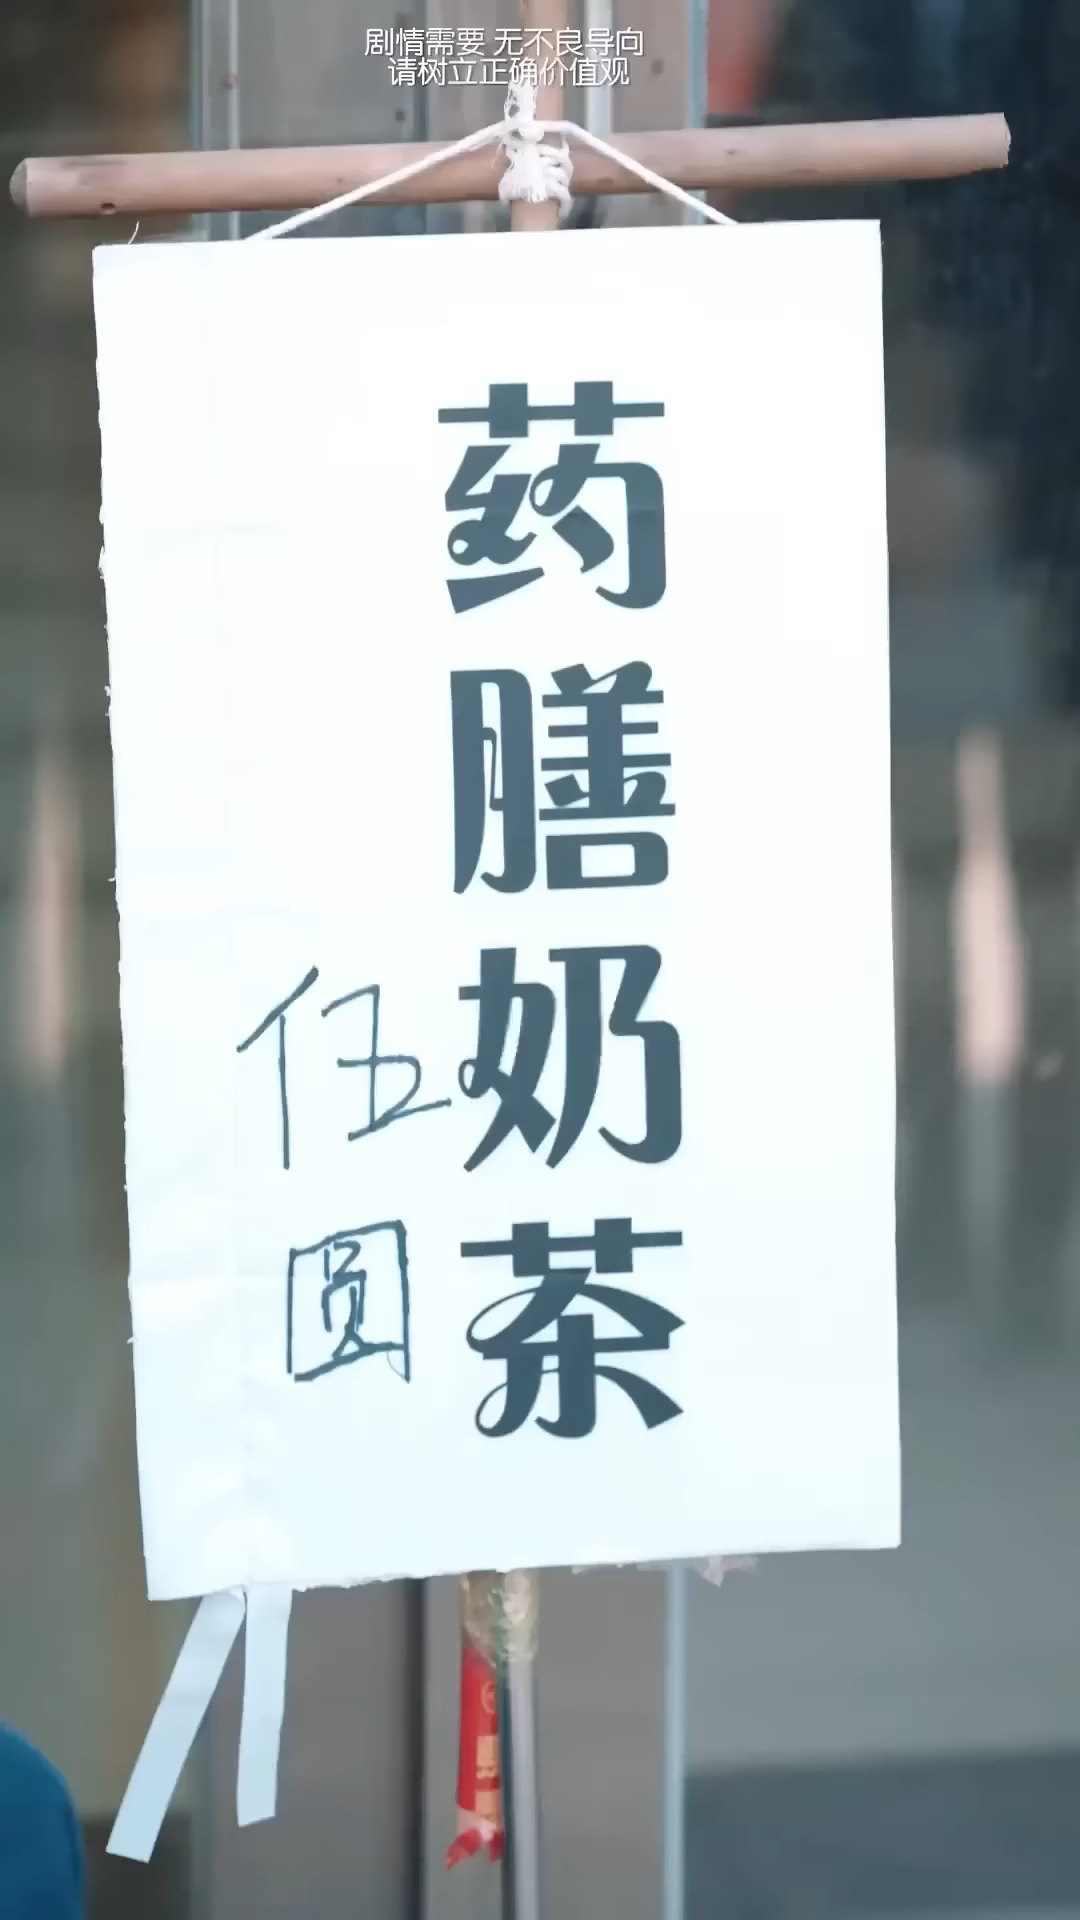 剧情需要 无不良导向
请树立正确价值观
药膳奶茶
伍圆